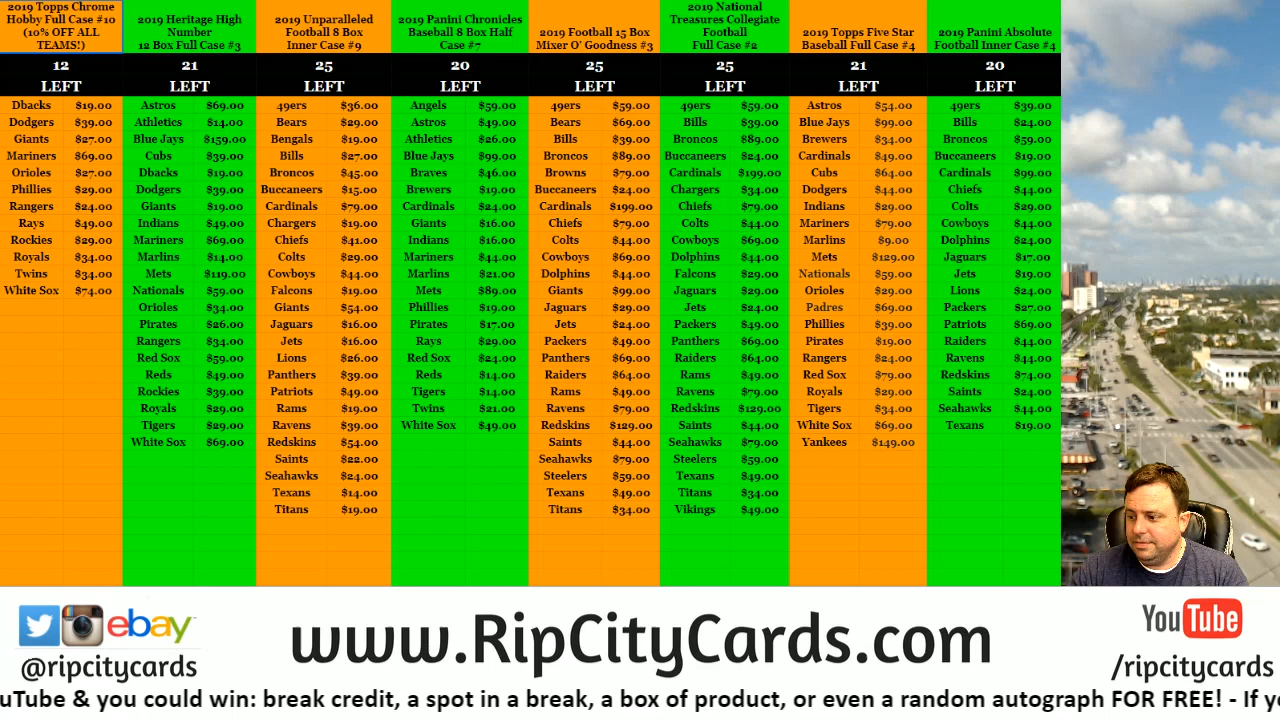 2019 Topps Chrome
Hobby Full Case #10
(10% OFF ALL
TEAMS!)
12
LEFT
Dbacks $19.00
Dodgers $39.00
Giants $27.00
Mariners $69.00
Orioles $27.00
Phillies $29.00
Rangers $24.00
Rays $49.00
Rockies $29.00
Royals $34.00
Twins $34.00
White Sox $74.00
2019 Heritage High
Number
12 Box Full Case #3
21
LEFT
Astros $69.00
Athletics $14.00
Blue Jays $159.00
Cubs $39.00
Dbacks $19.00
Dodgers $39.00
Giants $19.00
Indians $49.00
Mariners $69.00
Marlins $14.00
Mets $119.00
Nationals $59.00
Orioles $34.00
Pirates $26.00
Rangers $34.00
Red Sox $59.00
Reds $49.00
Rockies $39.00
Royals $29.00
Tigers $29.00
White Sox $69.00
2019 Unparalleled
Football 8 Box
Inner Case #9
25
LEFT
49ers $36.00
Bears $29.00
Bengals $19.00
Bills $27.00
Broncos $45.00
Buccaneers $15.00
Cardinals $79.00
Chargers $19.00
Chiefs $41.00
Colts $29.00
Cowboys $44.00
Falcons $19.00
Giants $54.00
Jaguars $16.00
Jets $16.00
Lions $26.00
Panthers $39.00
Patriots $49.00
Rams $19.00
Ravens $39.00
Redskins $54.00
Saints $22.00
Seahawks $24.00
Texans $14.00
Titans $19.00
2019 Panini Chronicles
Baseball 8 Box Half
Case #7
20
LEFT
Angels $59.00
Astros $49.00
Athletics $26.00
Blue Jays $99.00
Braves $46.00
Brewers $19.00
Cardinals $24.00
Giants $16.00
Indians $16.00
Mariners $44.00
Marlins $21.00
Mets $89.00
Phillies $19.00
Pirates $17.00
Rays $29.00
Red Sox $24.00
Reds $14.00
Tigers $14.00
Twins $21.00
White Sox $49.00
2019 Football 15 Box
Mixer O' Goodness #3
25
LEFT
49ers $59.00
Bears $69.00
Bills $39.00
Broncos $89.00
Browns $79.00
Buccaneers $24.00
Cardinals $199.00
Chiefs $79.00
Colts $44.00
Cowboys $69.00
Dolphins $44.00
Giants $99.00
Jaguars $29.00
Jets $24.00
Packers $49.00
Panthers $69.00
Raiders $64.00
Rams $49.00
Ravens $79.00
Redskins $129.00
Saints $44.00
Seahawks $79.00
Steelers $59.00
Texans $49.00
Titans $34.00
2019 National
Treasures Collegiate
Football
Full Case #2
25
LEFT
49ers $59.00
Bills $39.00
Broncos $89.00
Buccaneers $24.00
Cardinals $199.00
Chargers $34.00
Chiefs $79.00
Colts $44.00
Cowboys $69.00
Dolphins $44.00
Falcons $29.00
Jaguars $29.00
Jets $24.00
Packers $49.00
Panthers $69.00
Raiders $64.00
Rams $49.00
Ravens $79.00
Redskins $129.00
Saints $44.00
Seahawks $79.00
Steelers $59.00
Texans $49.00
Titans $34.00
Vikings $49.00
2019 Topps Five Star
Baseball Full Case #4
21
LEFT
Astros $54.00
Blue Jays $99.00
Brewers $34.00
Cardinals $49.00
Cubs $64.00
Dodgers $44.00
Indians $29.00
Mariners $79.00
Marlins $9.00
Mets $129.00
Nationals $59.00
Orioles $29.00
Padres $69.00
Phillies $39.00
Pirates $19.00
Rangers $24.00
Red Sox $79.00
Royals $29.00
Tigers $34.00
White Sox $69.00
Yankees $149.00
2019 Panini Absolute
Football Inner Case #4
20
LEFT
49ers $39.00
Bills $24.00
Broncos $59.00
Buccaneers $19.00
Cardinals $99.00
Chiefs $44.00
Colts $29.00
Cowboys $44.00
Dolphins $24.00
Jaguars $17.00
Jets $19.00
Lions $24.00
Packers $27.00
Patriots $69.00
Raiders $44.00
Ravens $44.00
Redskins $74.00
Saints $24.00
Seahawks $44.00
Texans $19.00
ebay
@ripcitycards
www.RipCityCards.com
YouTube
/ripcitycards
uTube & you could win: break credit, a spot in a break, a box of product, or even a random autograph FOR FREE! - If yo